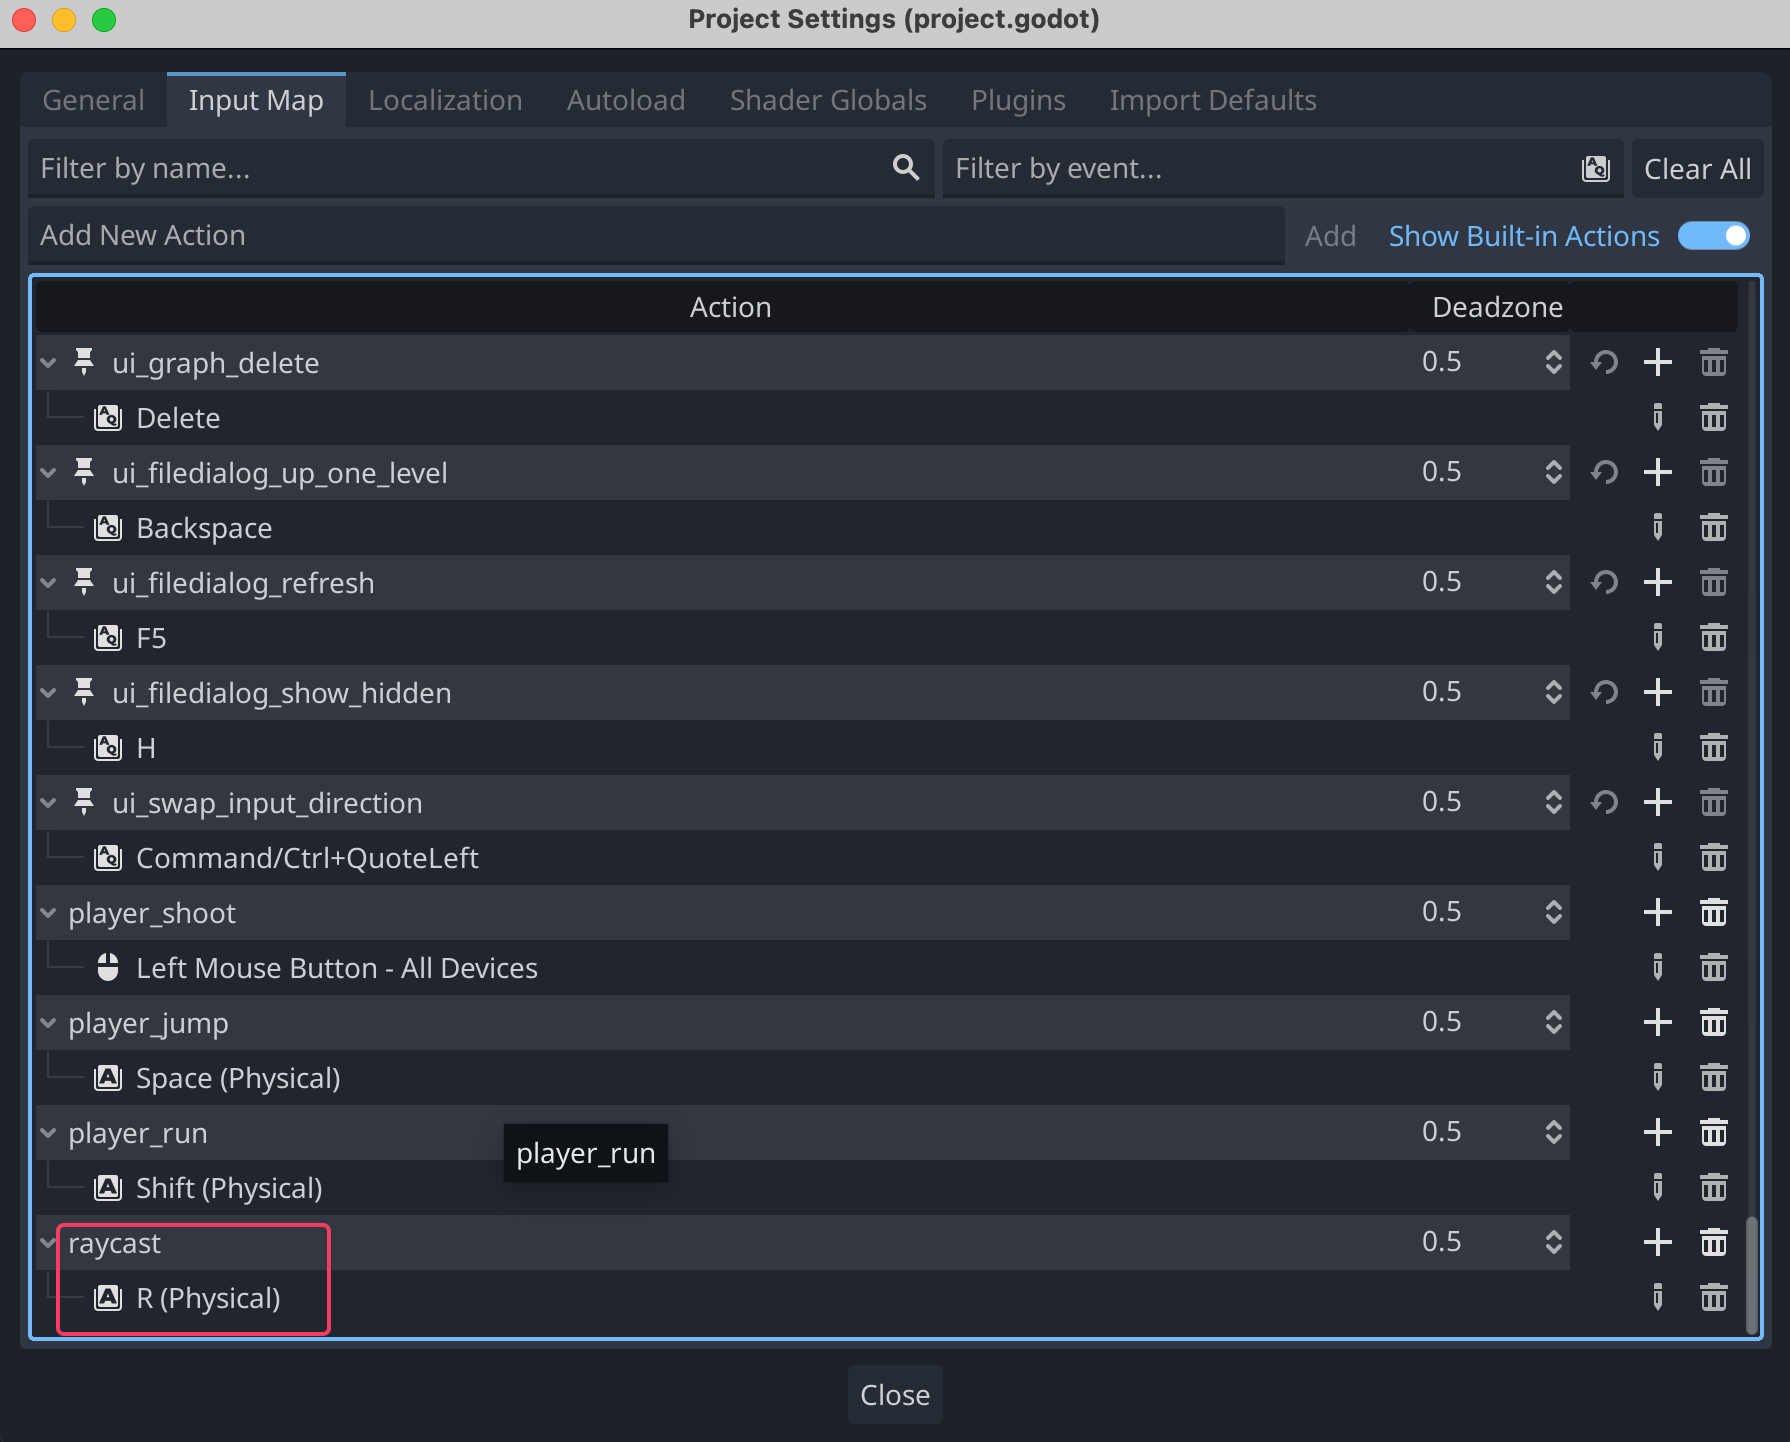 Project Settings (project.godot)
General Input Map Localization Autoload Shader Globals Plugins Import Defaults
Filter by name... Filter by event... Clear All
Add New Action Add Show Built-in Actions
Action Deadzone
ui_graph_delete 0.5
Delete
ui_filedialog_up_one_level 0.5
Backspace
ui_filedialog_refresh 0.5
F5
ui_filedialog_show_hidden 0.5
H
ui_swap_input_direction 0.5
Command/Ctrl+QuoteLeft
player_shoot 0.5
Left Mouse Button - All Devices
player_jump 0.5
Space (Physical)
player_run 0.5
player_run
Shift (Physical)
raycast 0.5
R (Physical)
Close